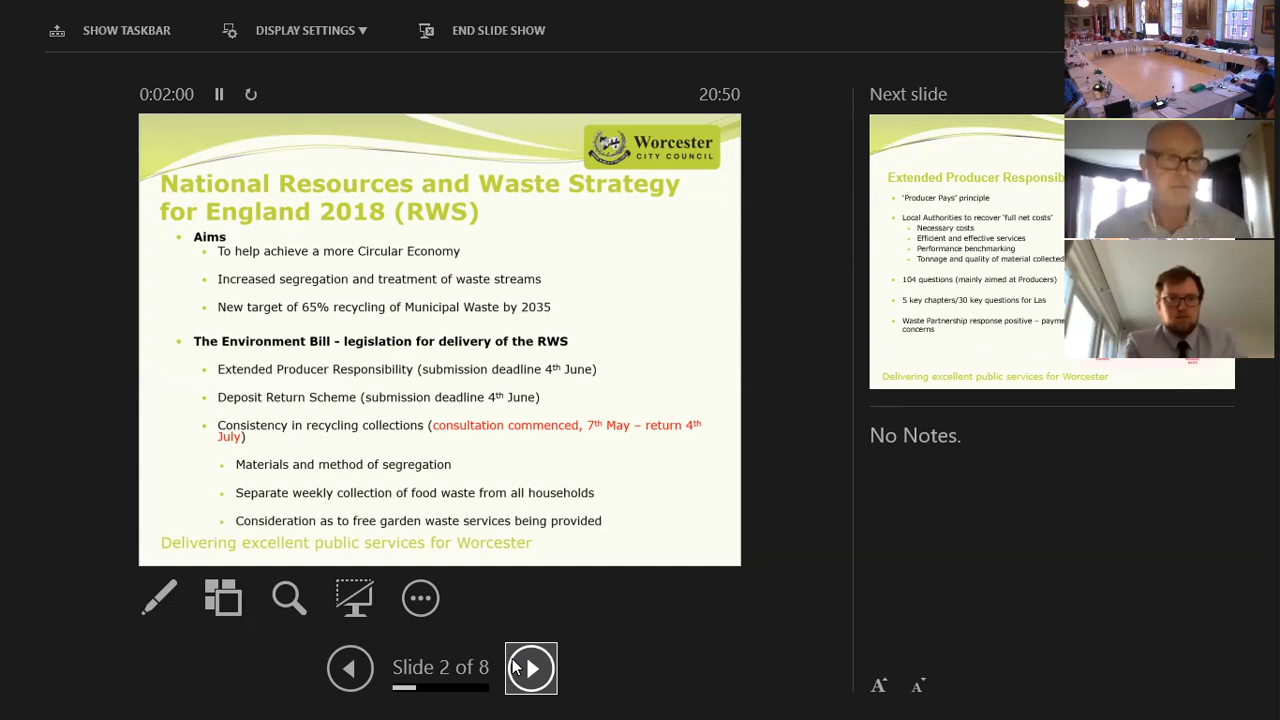 SHOW TASKBAR
DISPLAY SETTINGS ▼
END SLIDE SHOW
0:02:00
20:50
Worcester
CITY COUNCIL
National Resources and Waste Strategy
for England 2018 (RWS)
• Aims
• To help achieve a more Circular Economy
• Increased segregation and treatment of waste streams
• New target of 65% recycling of Municipal Waste by 2035
• The Environment Bill - legislation for delivery of the RWS
• Extended Producer Responsibility (submission deadline 4th June)
• Deposit Return Scheme (submission deadline 4th June)
• Consistency in recycling collections (consultation commenced, 7th May – return 4th
July)
• Materials and method of segregation
• Separate weekly collection of food waste from all households
• Consideration as to free garden waste services being provided
Delivering excellent public services for Worcester
Slide 2 of 8
Next slide
Extended Producer Responsib
• 'Producer Pays' principle
• Local Authorities to recover 'full net costs'
• Necessary costs
• Efficient and effective services
• Performance benchmarking
• Tonnage and quality of material collected
• 104 questions (mainly aimed at Producers)
• 5 key chapters/30 key questions for Las
• Waste Partnership response positive – payme
concerns
Delivering excellent public services for Worcester
No Notes.
A A